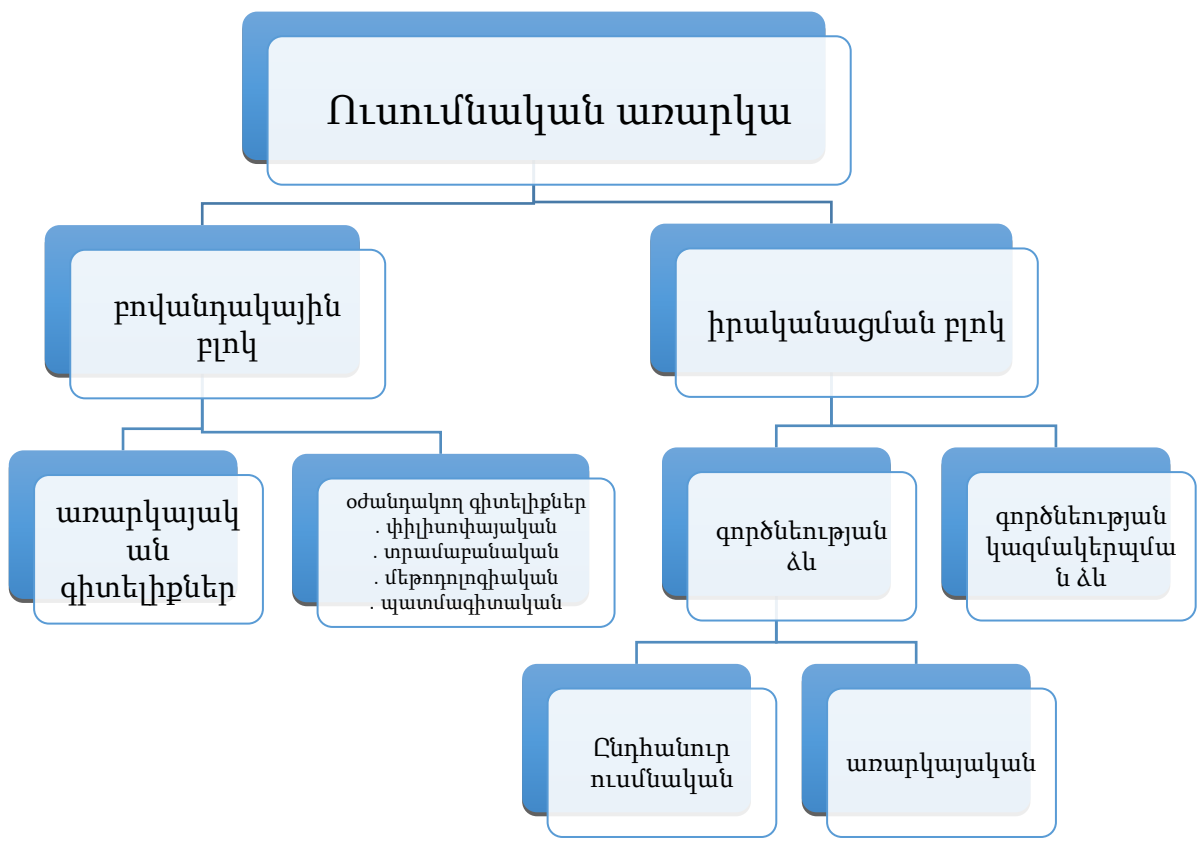 Ուսումնական առարկա
բովանդակային
բլոկ
իրականացման բլոկ
առարկայակ
ան
գիտելիքներ
օժանդակող գիտելիքներ
. փիլիսոփայական
. տրամաբանական
. մեթոդոլոգիական
. պատմագիտական
գործնեության
ձև
գործնեության
կազմակերպմա
ն ձև
Ընդհանուր
ուսմնական
առարկայական